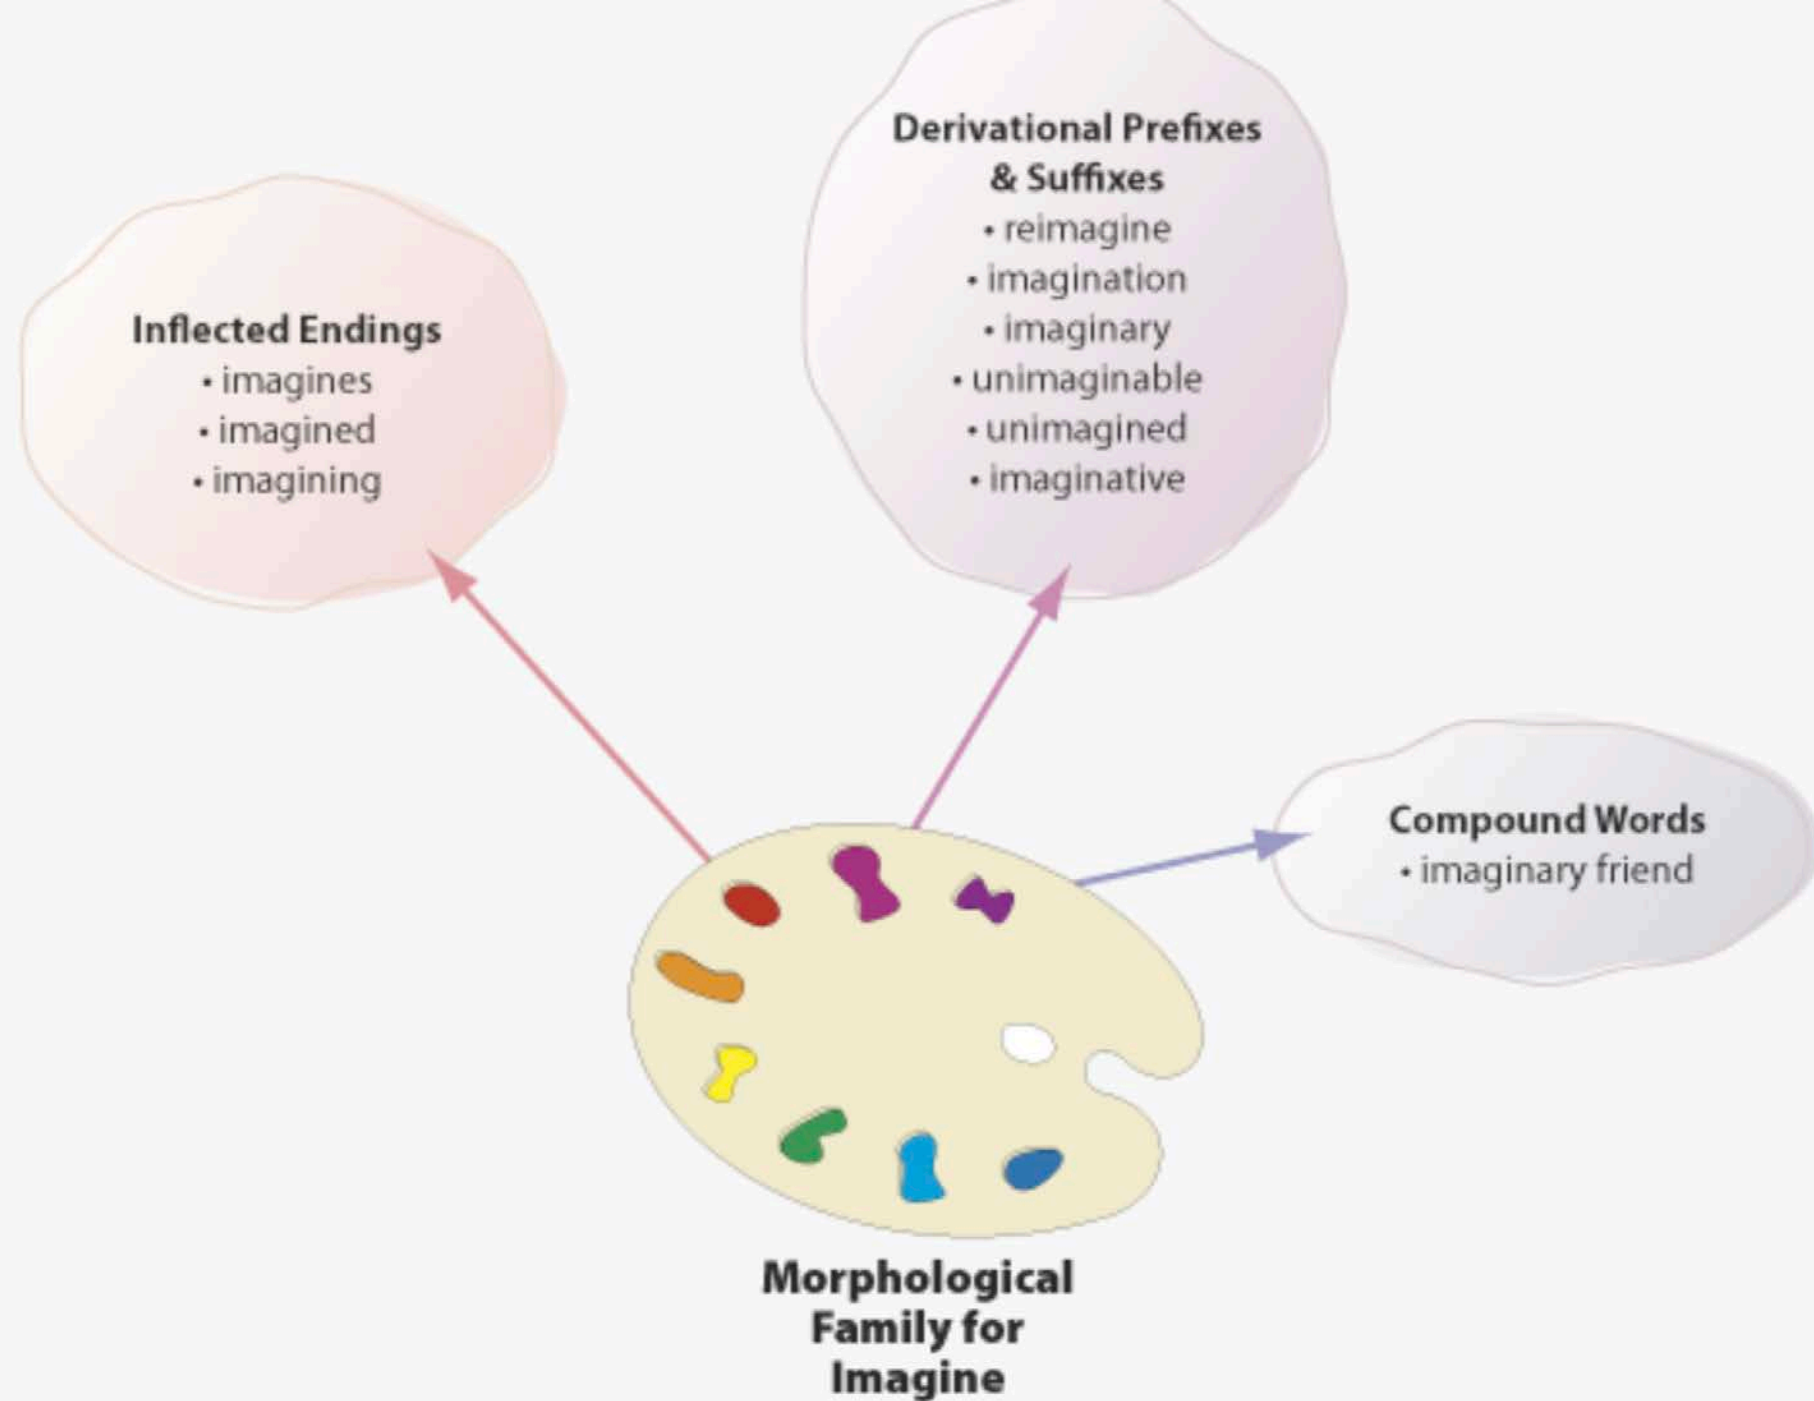 Inflected Endings
• imagines
• imagined
• imagining
Derivational Prefixes
& Suffixes
• reimagine
• imagination
• imaginary
• unimaginable
• unimagined
• imaginative
Compound Words
• imaginary friend
Morphological
Family for
Imagine